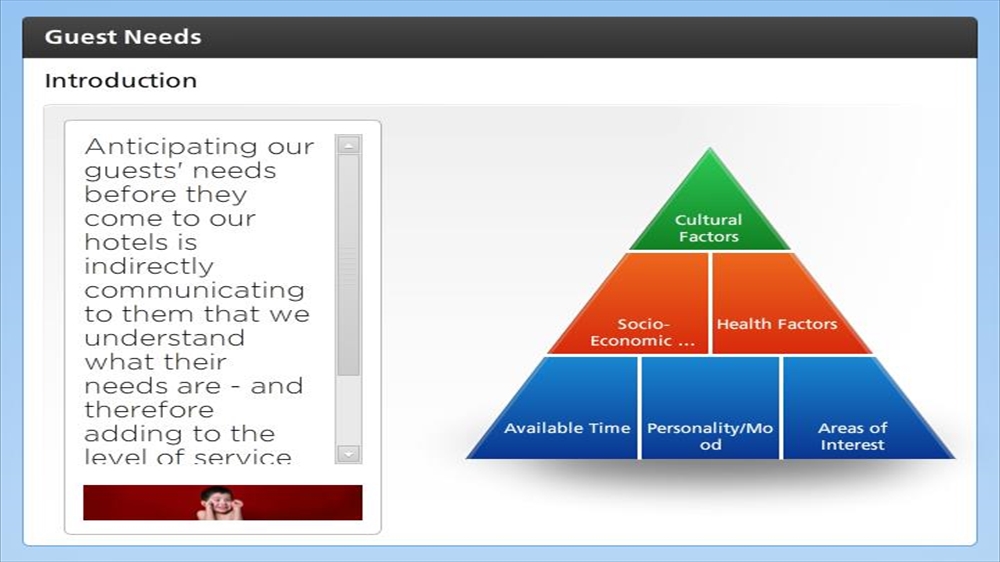 Guest Needs
Introduction
Anticipating our
guests' needs
before they
come to our
hotels is
indirectly
communicating
to them that we
understand
what their
needs are - and
therefore
adding to the
level of service
Cultural
Factors
Socio-
Economic ...
Health Factors
Available Time
Personality/Mo
od
Areas of
Interest